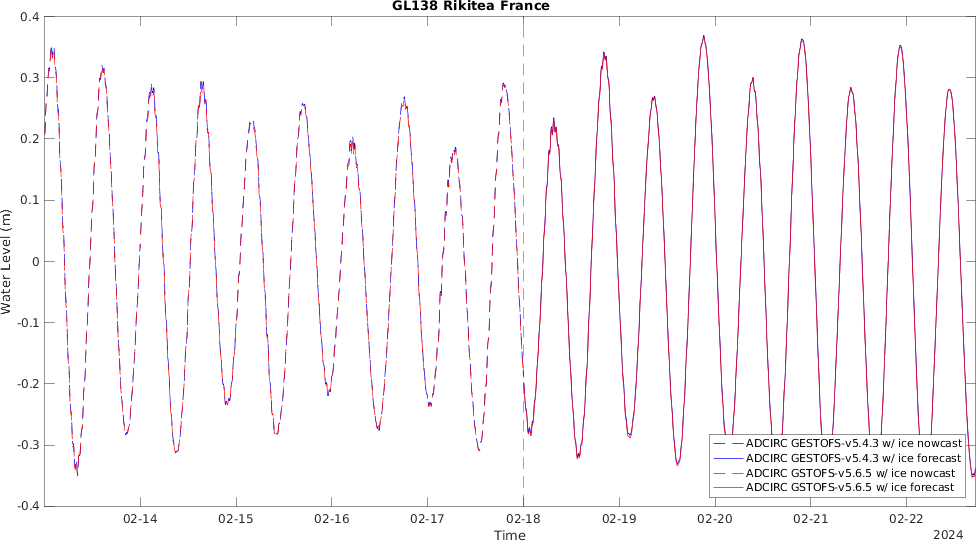 GL138 Rikitea France
0.4
0.3
0.2
0.1
0
-0.1
-0.2
-0.3
-0.4
Water Level (m)
ADCIRC GESTOFS-v5.4.3 w/ ice nowcast
ADCIRC GESTOFS-v5.4.3 w/ ice forecast
ADCIRC GSTOFS-v5.6.5 w/ ice nowcast
ADCIRC GSTOFS-v5.6.5 w/ ice forecast
02-14 02-15 02-16 02-17 02-18 02-19 02-20 02-21 02-22
Time
2024